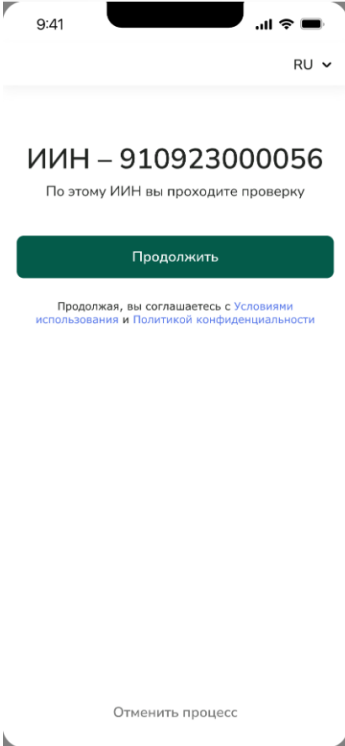 9:41
RU
ИИН – 910923000056
По этому ИИН вы проходите проверку
Продолжить
Продолжая, вы соглашаетесь с Условиями
использования и Политикой конфиденциальности
Отменить процесс